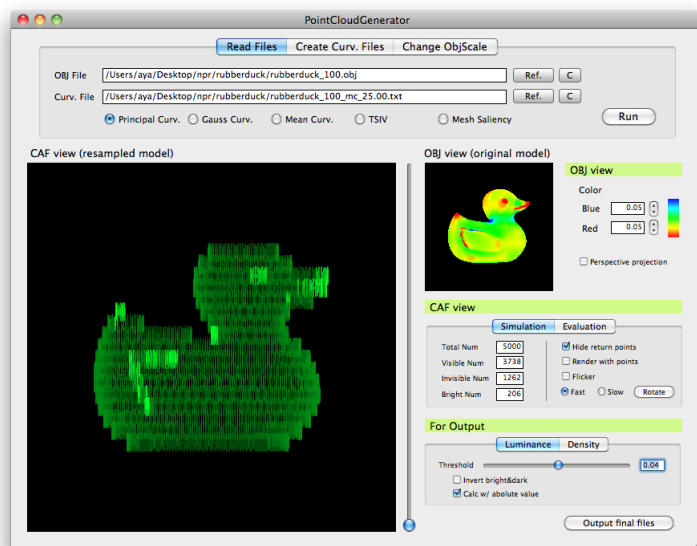 PointCloudGenerator
Read Files Create Curv. Files Change ObjScale
OBJ File /Users/aya/Desktop/npr/rubberduck/rubberduck_100.obj Ref. C
Curv. File /Users/aya/Desktop/npr/rubberduck/rubberduck_100_mc_25.00.txt Ref. C
Principal Curv. Gauss Curv. Mean Curv. TSIV Mesh Saliency Run
CAF view (resampled model)
OBJ view (original model)
OBJ view
Color
Blue 0.05
Red 0.05
Perspective projection
CAF view
Simulation Evaluation
Total Num 5000 Hide return points
Visible Num 3738 Render with points
Invisible Num 1262 Flicker
Bright Num 206 Fast Slow Rotate
For Output
Luminance Density
Threshold 0.04
Invert bright&dark
Calc w/ abolute value
Output final files